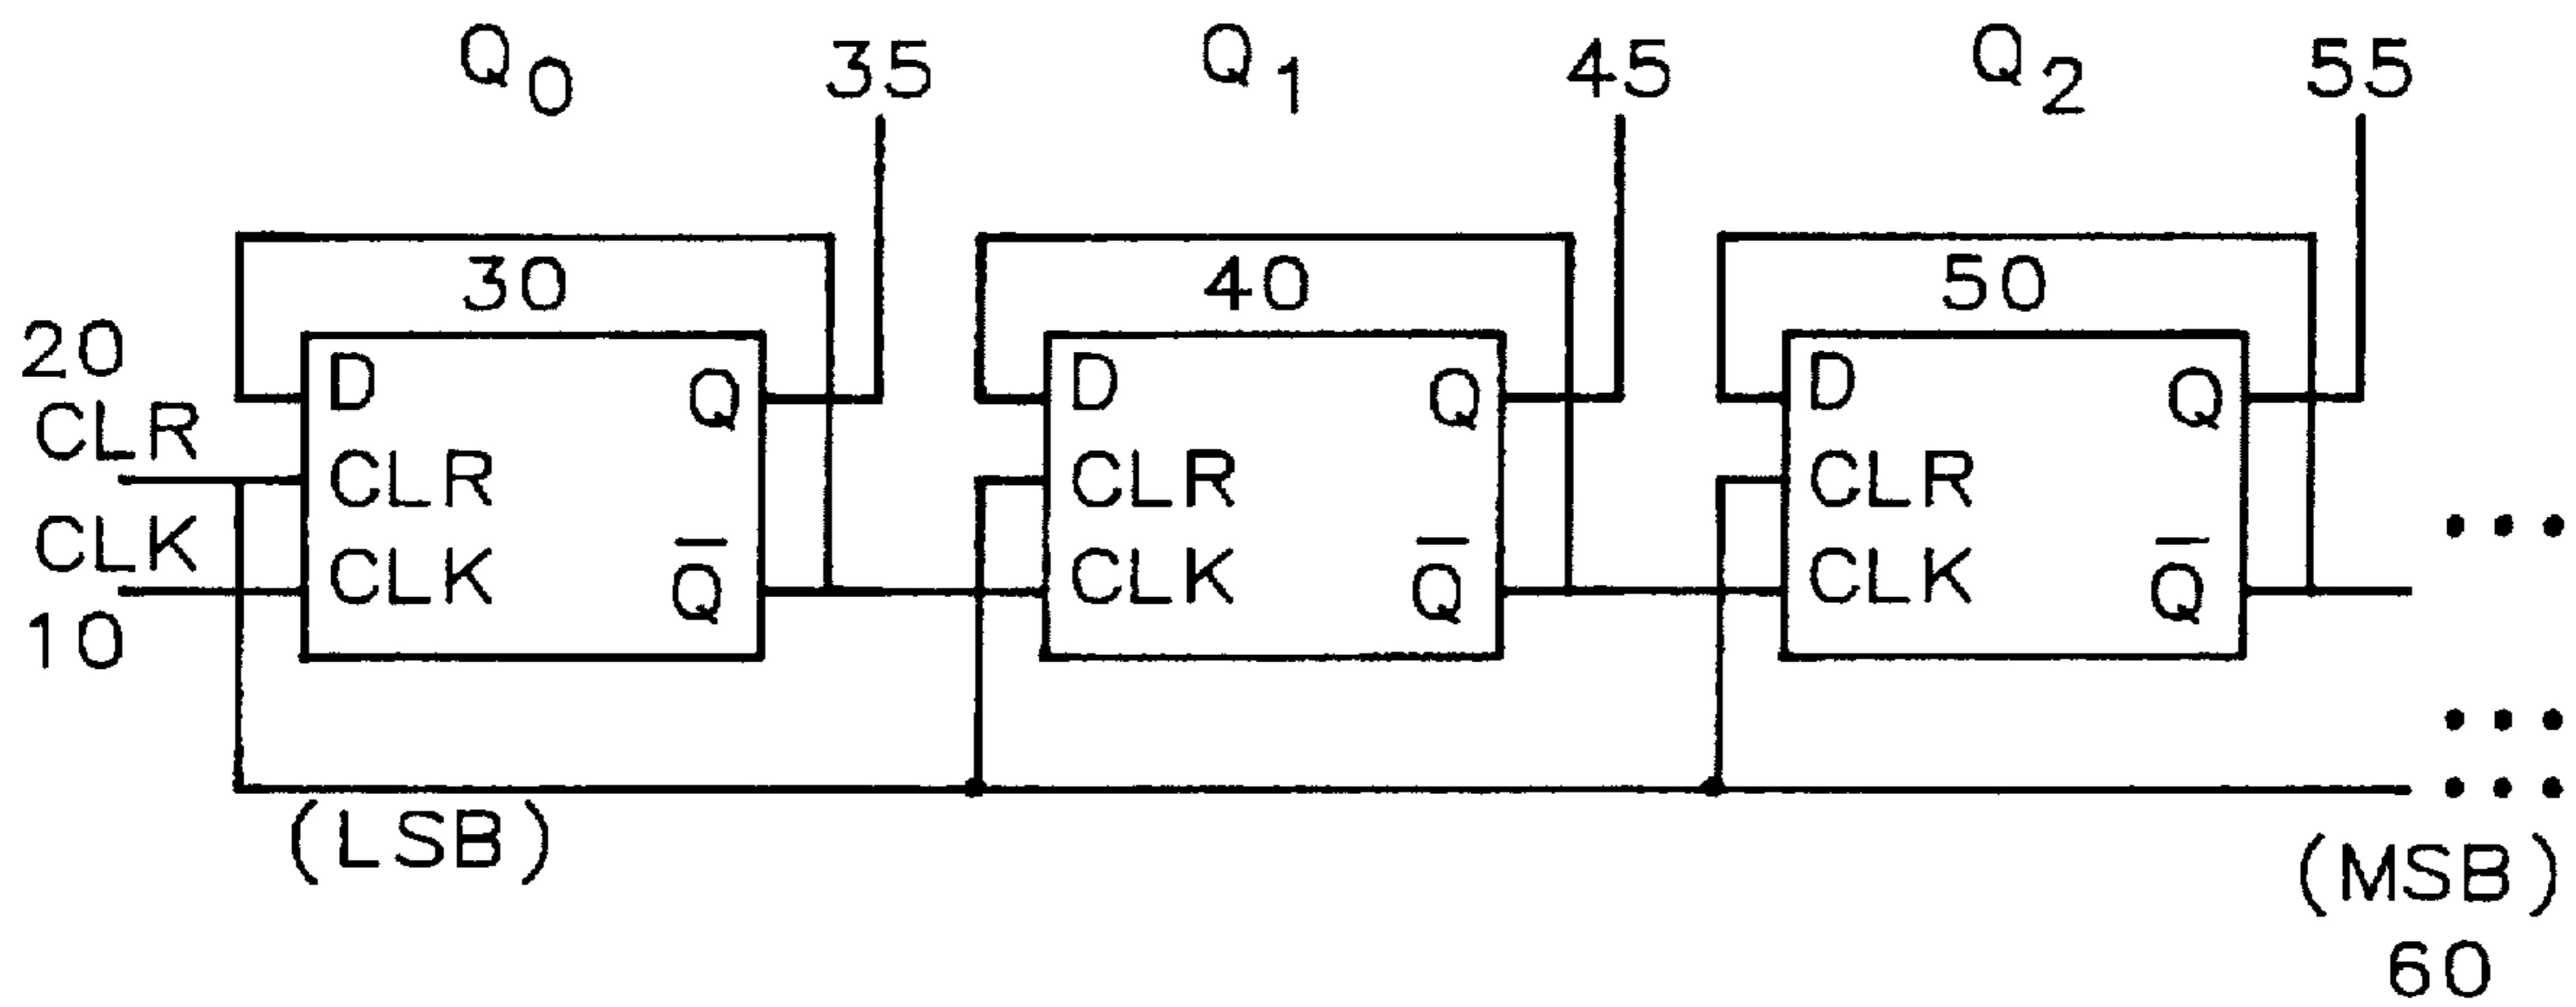 Q0 35 Q1 45 Q2 55
30 40 50
20
CLR
CLK
10
D Q
CLR
CLK Q̅
D Q
CLR
CLK Q̅
D Q
CLR
CLK Q̅
(LSB)
(MSB)
60